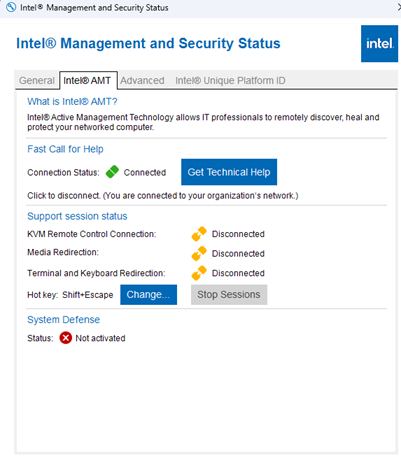 Intel® Management and Security Status
Intel® Management and Security Status
intel.
General Intel® AMT Advanced Intel® Unique Platform ID
What is Intel® AMT?
Intel® Active Management Technology allows IT professionals to remotely discover, heal and
protect your networked computer.
Fast Call for Help
Connection Status: Connected Get Technical Help
Click to disconnect. (You are connected to your organization's network.)
Support session status
KVM Remote Control Connection: Disconnected
Media Redirection: Disconnected
Terminal and Keyboard Redirection: Disconnected
Hot key: Shift+Escape Change... Stop Sessions
System Defense
Status: Not activated